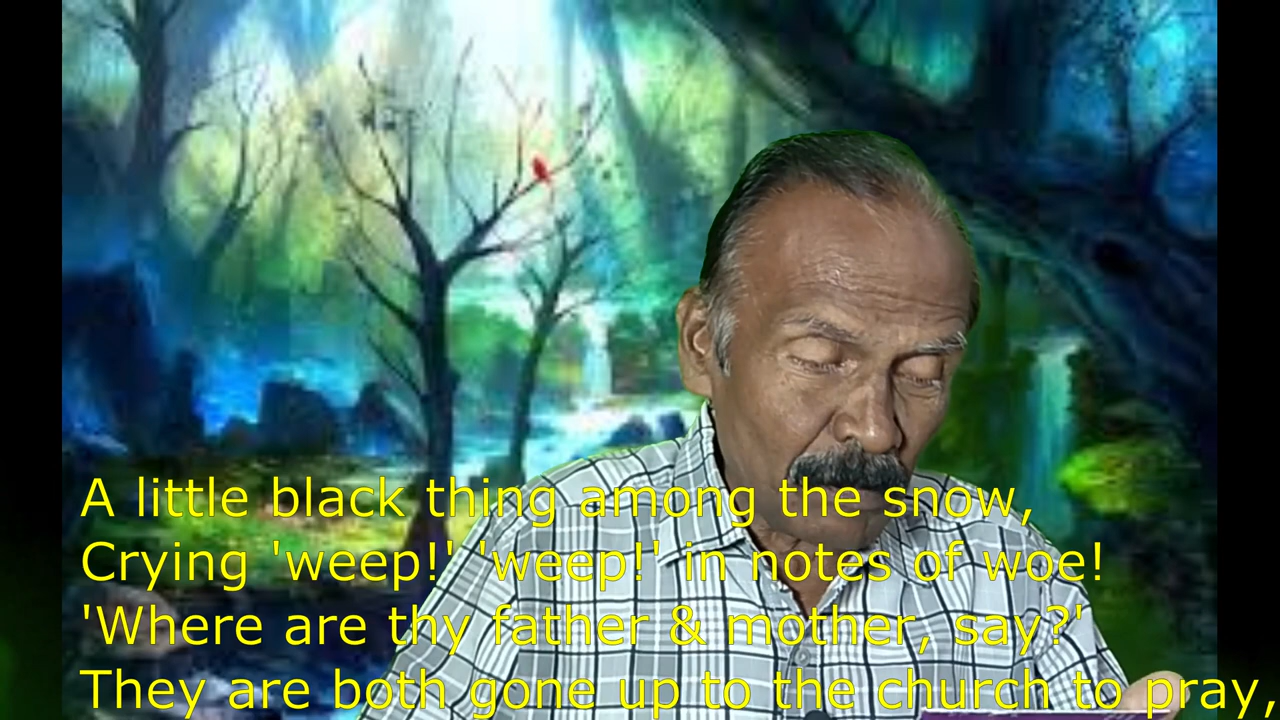 A little black thing among the snow,
Crying 'weep!' 'weep!' in notes of woe!
'Where are thy father & mother, say?'
They are both gone up to the church to pray,